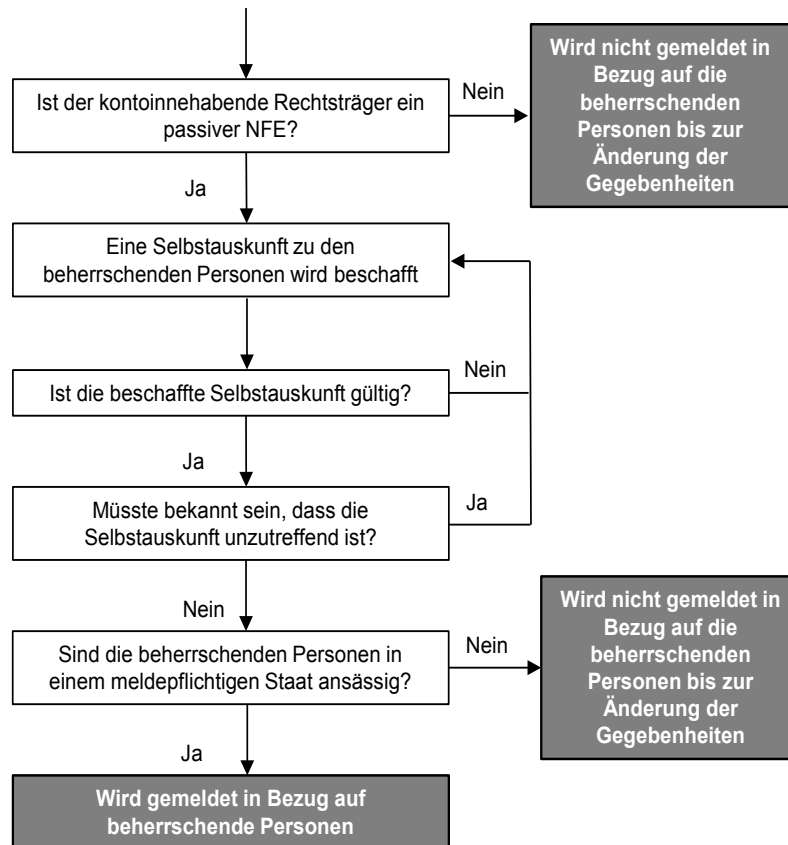 Ist der kontoinnehabende Rechtsträger ein
passiver NFE?
Nein
Wird nicht gemeldet in
Bezug auf die
beherrschenden
Personen bis zur
Änderung der
Gegebenheiten
Ja
Eine Selbstauskunft zu den
beherrschenden Personen wird beschafft
Ist die beschaffte Selbstauskunft gültig?
Nein
Ja
Müsste bekannt sein, dass die
Selbstauskunft unzutreffend ist?
Ja
Nein
Sind die beherrschenden Personen in
einem meldepflichtigen Staat ansässig?
Nein
Wird nicht gemeldet in
Bezug auf die
beherrschenden
Personen bis zur
Änderung der
Gegebenheiten
Ja
Wird gemeldet in Bezug auf
beherrschende Personen